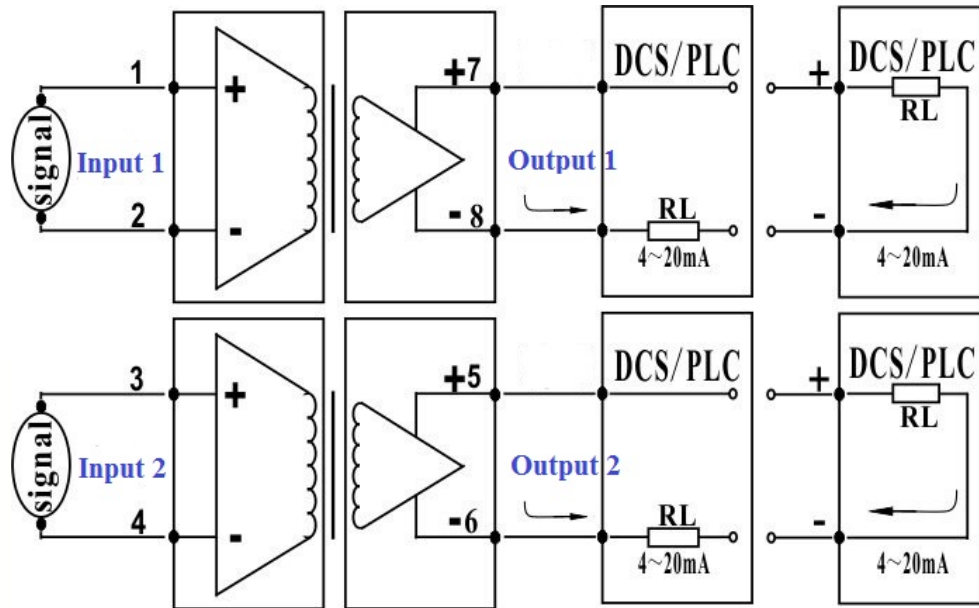 DCS/PLC
DCS/PLC
1
+
+7
+
RL
signal
Input 1
Output 1
2
-
-8
RL
-
4~20mA
4~20mA
DCS/PLC
DCS/PLC
3
+
+5
+
RL
signal
Input 2
Output 2
4
-
-6
RL
-
4~20mA
4~20mA